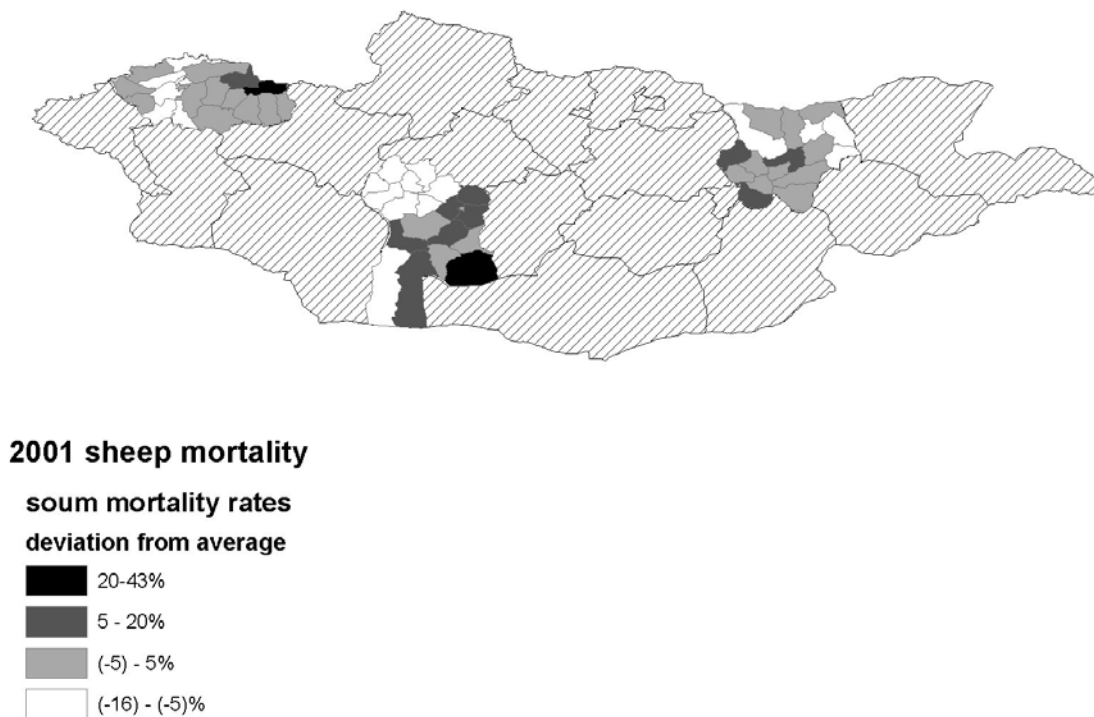 2001 sheep mortality
soum mortality rates
deviation from average
20-43%
5 - 20%
(-5) - 5%
(-16) - (-5)%